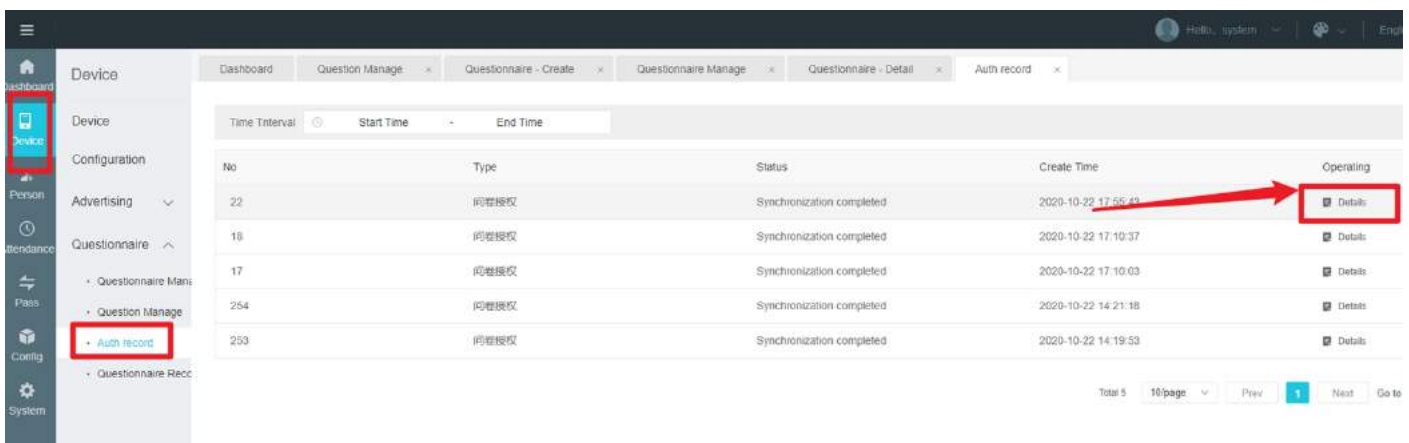 Hello, system
Engli
Dashboard
Device
Person
Attendance
Pass
Config
System
Device
Device
Configuration
Advertising
Questionnaire
Questionnaire Mana
Question Manage
Auth record
Questionnaire Recc
Dashboard Question Manage × Questionnaire - Create × Questionnaire Manage × Questionnaire - Detail × Auth record ×
Time Tnterval Start Time - End Time
No Type Status Create Time Operating
22 问卷授权 Synchronization completed 2020-10-22 17:55:43 Details
18 问卷授权 Synchronization completed 2020-10-22 17:10:37 Details
17 问卷授权 Synchronization completed 2020-10-22 17:10:03 Details
254 问卷授权 Synchronization completed 2020-10-22 14:21:18 Details
253 问卷授权 Synchronization completed 2020-10-22 14:19:53 Details
Total 5 10/page Prev 1 Next Go to